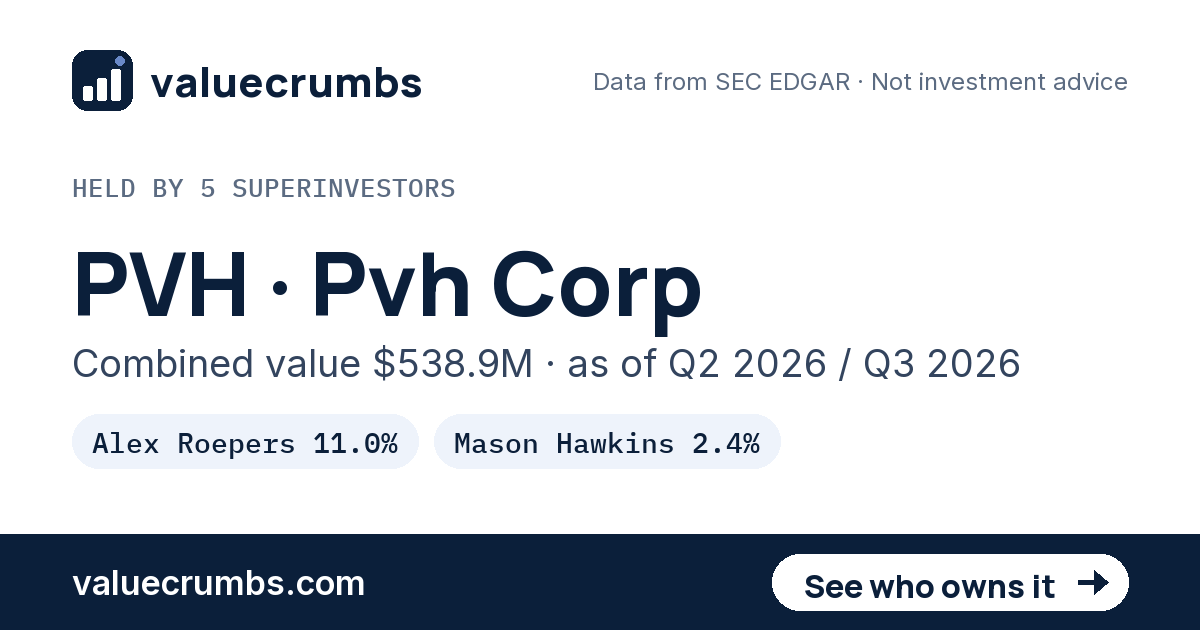 valuecrumbs
Data from SEC EDGAR · Not investment advice
HELD BY 5 SUPERINVESTORS
PVH · Pvh Corp
Combined value $538.9M · as of Q2 2026 / Q3 2026
Alex Roepers 11.0%
Mason Hawkins 2.4%
valuecrumbs.com
See who owns it →